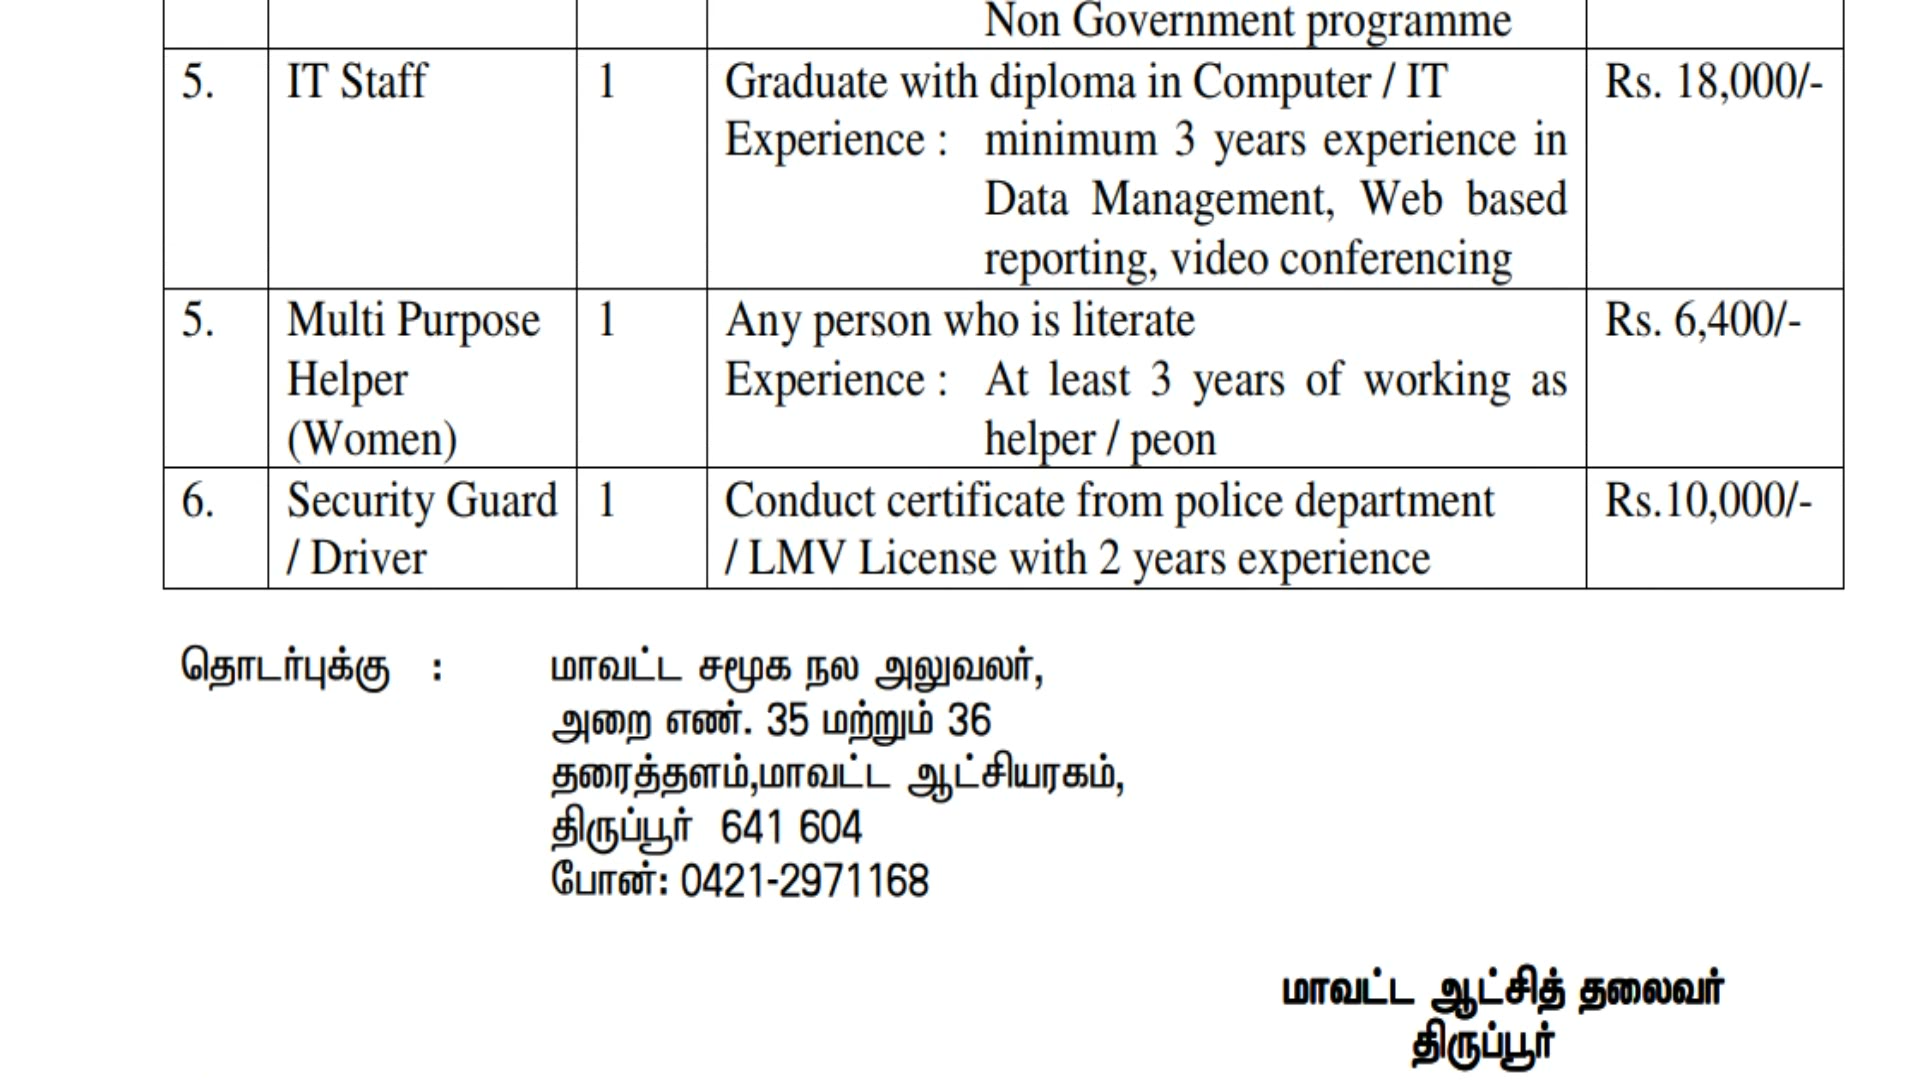 Non Government programme
5. IT Staff 1 Graduate with diploma in Computer / IT Rs. 18,000/-
Experience : minimum 3 years experience in
Data Management, Web based
reporting, video conferencing
5. Multi Purpose 1 Any person who is literate Rs. 6,400/-
Helper Experience : At least 3 years of working as
(Women) helper / peon
6. Security Guard 1 Conduct certificate from police department Rs.10,000/-
/ Driver / LMV License with 2 years experience
தொடர்புக்கு : மாவட்ட சமூக நல அலுவலர்,
அறை எண். 35 மற்றும் 36
தரைத்தளம்,மாவட்ட ஆட்சியரகம்,
திருப்பூர் 641 604
போன்: 0421-2971168
மாவட்ட ஆட்சித் தலைவர்
திருப்பூர்